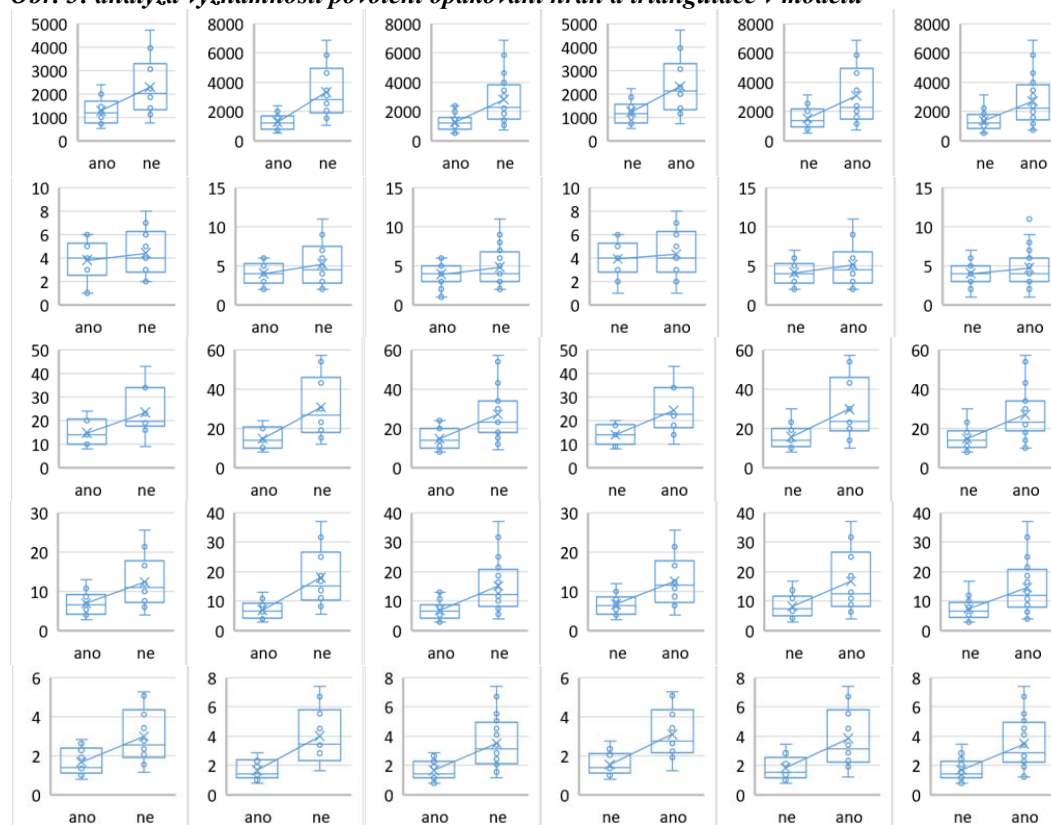 Obr. analýza významnosti povolení opakování hran a triangulace v modelu
5000 8000 8000 5000 8000 8000
4000 6000 6000 4000 6000 6000
3000 3000
2000 4000 4000 2000 4000 4000
1000 2000 2000 1000 2000 2000
0 0 0 0 0 0
ano ne ano ne ano ne ne ano ne ano ne ano
10 15 15 10 15 15
8 8
6 10 10 6 10 10
4 4
2 5 5 2 5 5
0 0 0 0 0 0
ano ne ano ne ano ne ne ano ne ano ne ano
50 60 60 50 60 60
40 40
30 40 40 30 40 40
20 20
10 20 20 10 20 20
0 0 0 0 0 0
ano ne ano ne ano ne ne ano ne ano ne ano
30 40 40 30 40 40
20 30 30 20 30 30
20 20 20 20
10 10 10 10 10 10
0 0 0 0 0 0
ano ne ano ne ano ne ne ano ne ano ne ano
6 8 8 6 8 8
4 6 6 4 6 6
4 4 4 4
2 2 2 2 2 2
0 0 0 0 0 0
ano ne ano ne ano ne ne ano ne ano ne ano